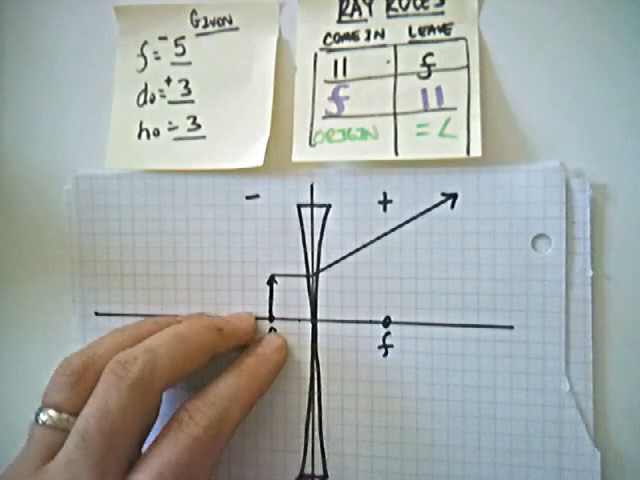 GIVEN
f = -5
do = +3
ho = 3
RAY RULES
COME IN LEAVE
|| f
f ||
ORIGIN = ∠
- +
f